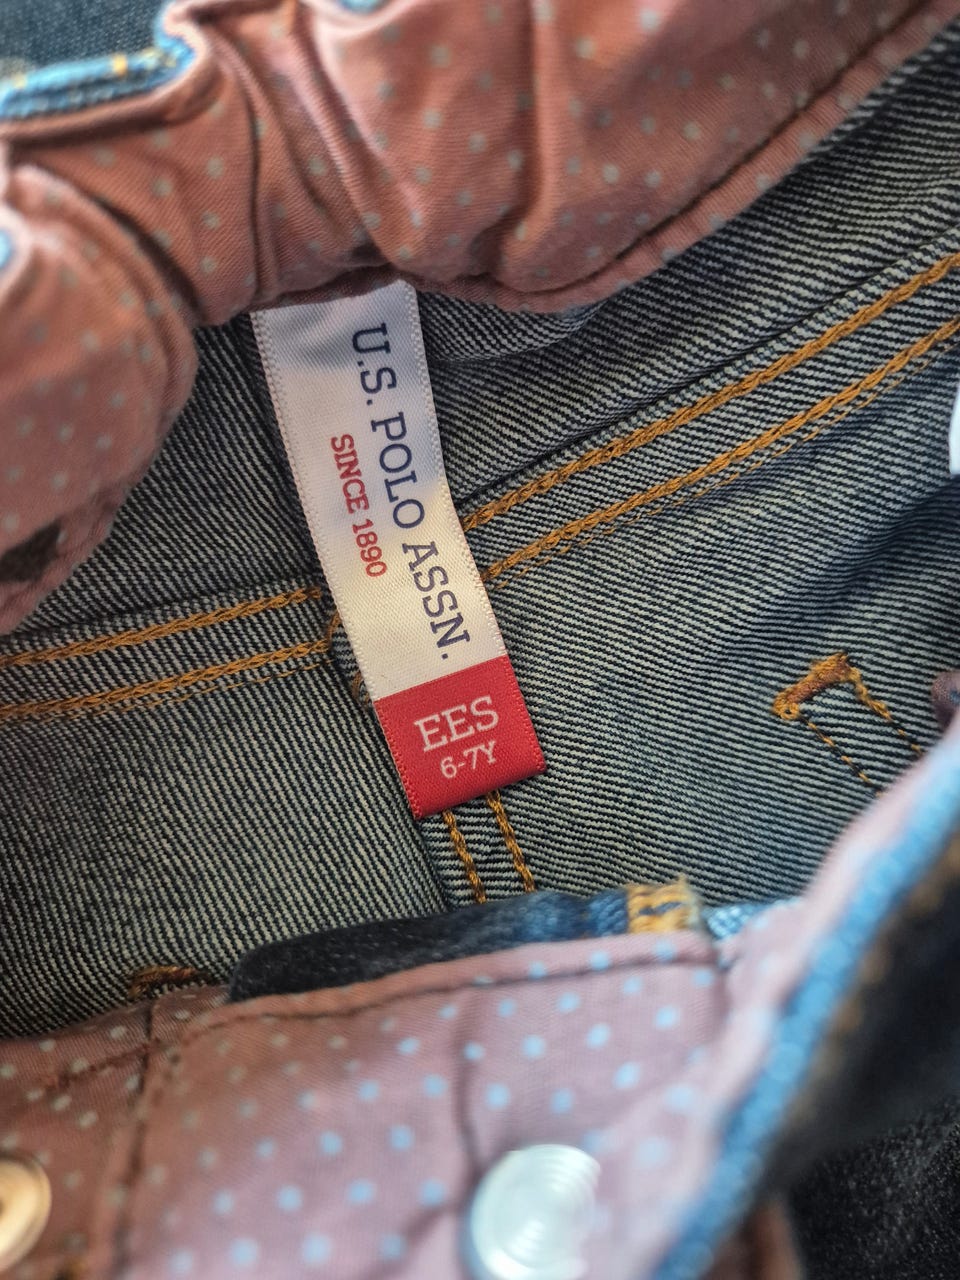 U.S. POLO ASSN.
SINCE 1890
EES
6-7Y